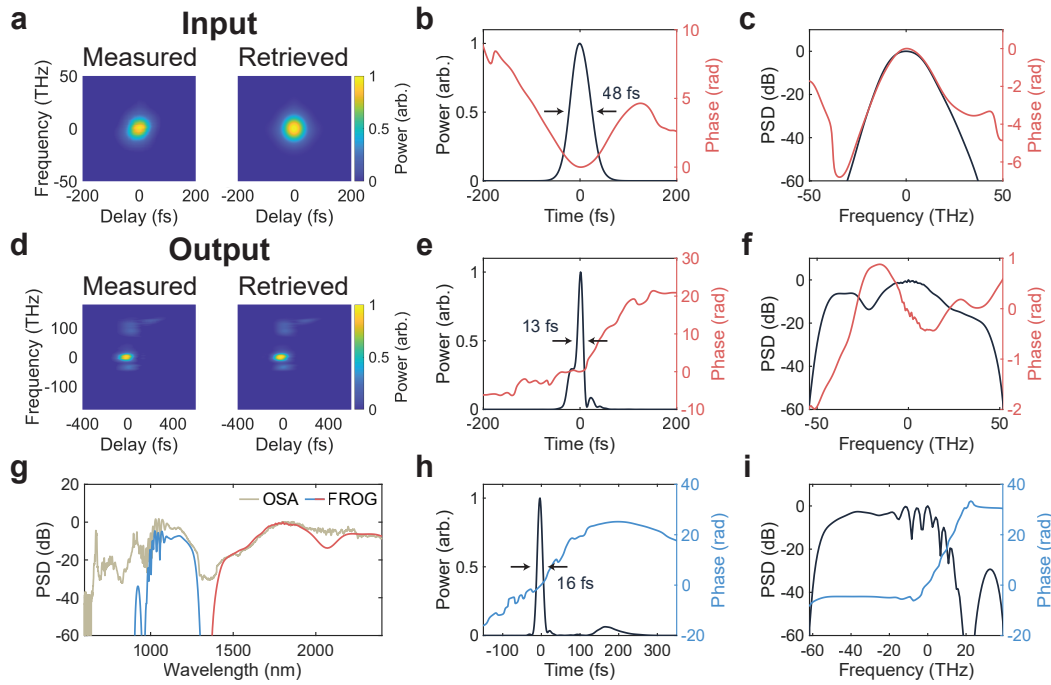 a Input
Measured Retrieved
Frequency (THz)
50
0
-50
-200 0 200
Delay (fs)
-200 0 200
Delay (fs)
1
0.5
0
Power (arb.)
b
Power (arb.)
1
0.5
0
48 fs
10
5
0
Phase (rad)
-200 -100 0 100 200
Time (fs)
c
PSD (dB)
0
-20
-40
-60
0
-2
-4
-6
Phase (rad)
-50 0 50
Frequency (THz)
d Output
Measured Retrieved
Frequency (THz)
100
0
-100
-400 0 400
Delay (fs)
-400 0 400
Delay (fs)
1
0.5
0
Power (arb.)
e
Power (arb.)
1
0.5
0
13 fs
30
20
10
0
-10
Phase (rad)
-200 -100 0 100 200
Time (fs)
f
PSD (dB)
0
-20
-40
-60
1
0
-1
-2
Phase (rad)
-50 0 50
Frequency (THz)
g
PSD (dB)
20
0
-20
-40
-60
OSA FROG
1000 1500 2000
Wavelength (nm)
h
Power (arb.)
1
0.5
0
16 fs
40
20
0
-20
Phase (rad)
-100 0 100 200 300
Time (fs)
i
PSD (dB)
0
-20
-40
-60
40
20
0
-20
Phase (rad)
-60 -40 -20 0 20
Frequency (THz)